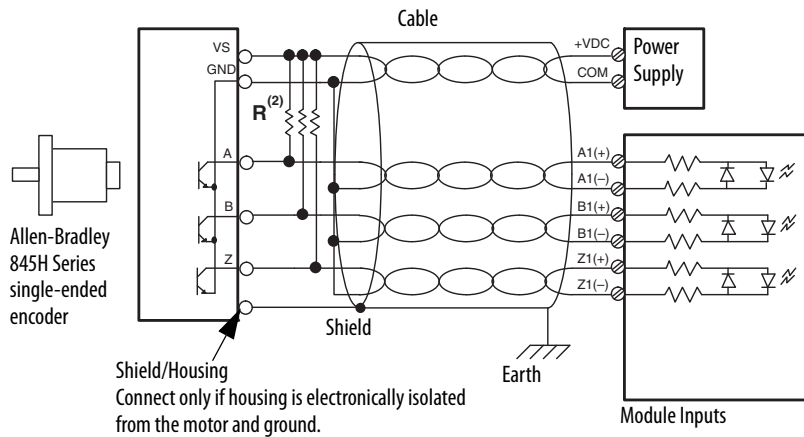 Cable
VS
+VDC
Power
Supply
GND
COM
R(2)
A
A1(+)
A1(–)
B
B1(+)
B1(–)
Z
Z1(+)
Z1(–)
Allen-Bradley
845H Series
single-ended
encoder
Shield
Earth
Shield/Housing
Connect only if housing is electronically isolated
from the motor and ground.
Module Inputs